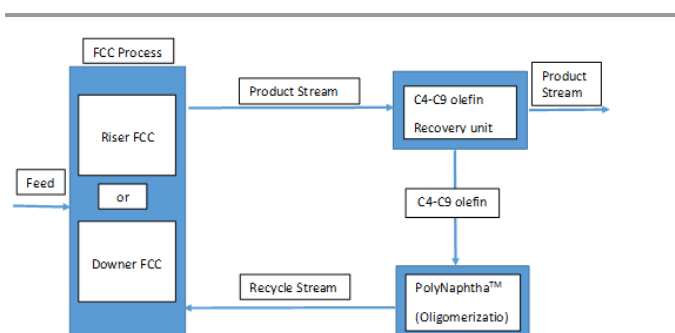 FCC Process
Product Stream
C4-C9 olefin
Recovery unit
Product
Stream
Riser FCC
Feed
or
C4-C9 olefin
Downer FCC
Recycle Stream
PolyNaphtha™
(Oligomerizatio)